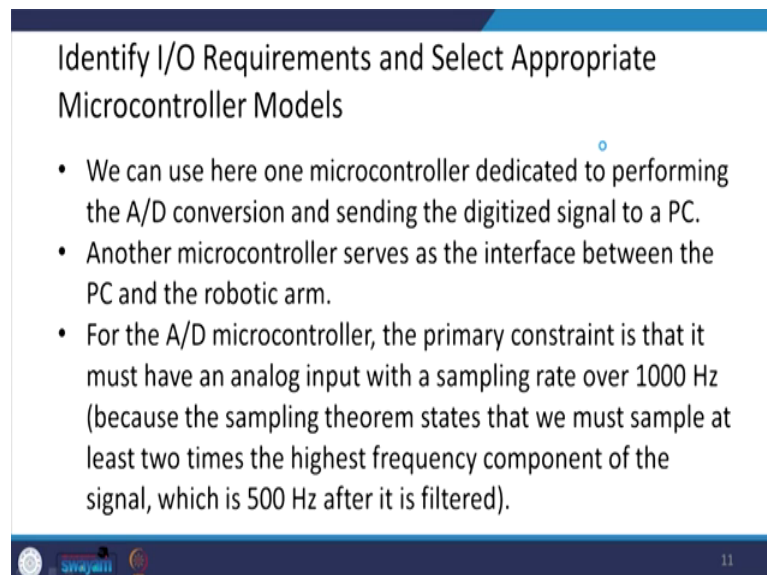 Identify I/O Requirements and Select Appropriate
Microcontroller Models
• We can use here one microcontroller dedicated to performing
the A/D conversion and sending the digitized signal to a PC.
• Another microcontroller serves as the interface between the
PC and the robotic arm.
• For the A/D microcontroller, the primary constraint is that it
must have an analog input with a sampling rate over 1000 Hz
(because the sampling theorem states that we must sample at
least two times the highest frequency component of the
signal, which is 500 Hz after it is filtered).
swayam
11